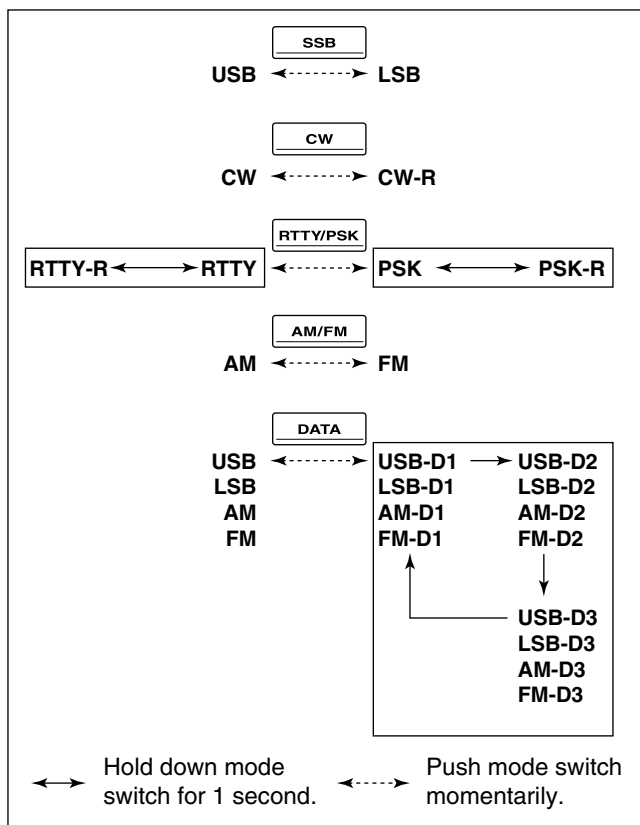 SSB
USB LSB
CW
CW CW-R
RTTY/PSK
RTTY-R RTTY PSK PSK-R
AM/FM
AM FM
DATA
USB USB-D1 USB-D2
LSB LSB-D1 LSB-D2
AM AM-D1 AM-D2
FM FM-D1 FM-D2
USB-D3
LSB-D3
AM-D3
FM-D3
Hold down mode
switch for 1 second.
Push mode switch
momentarily.